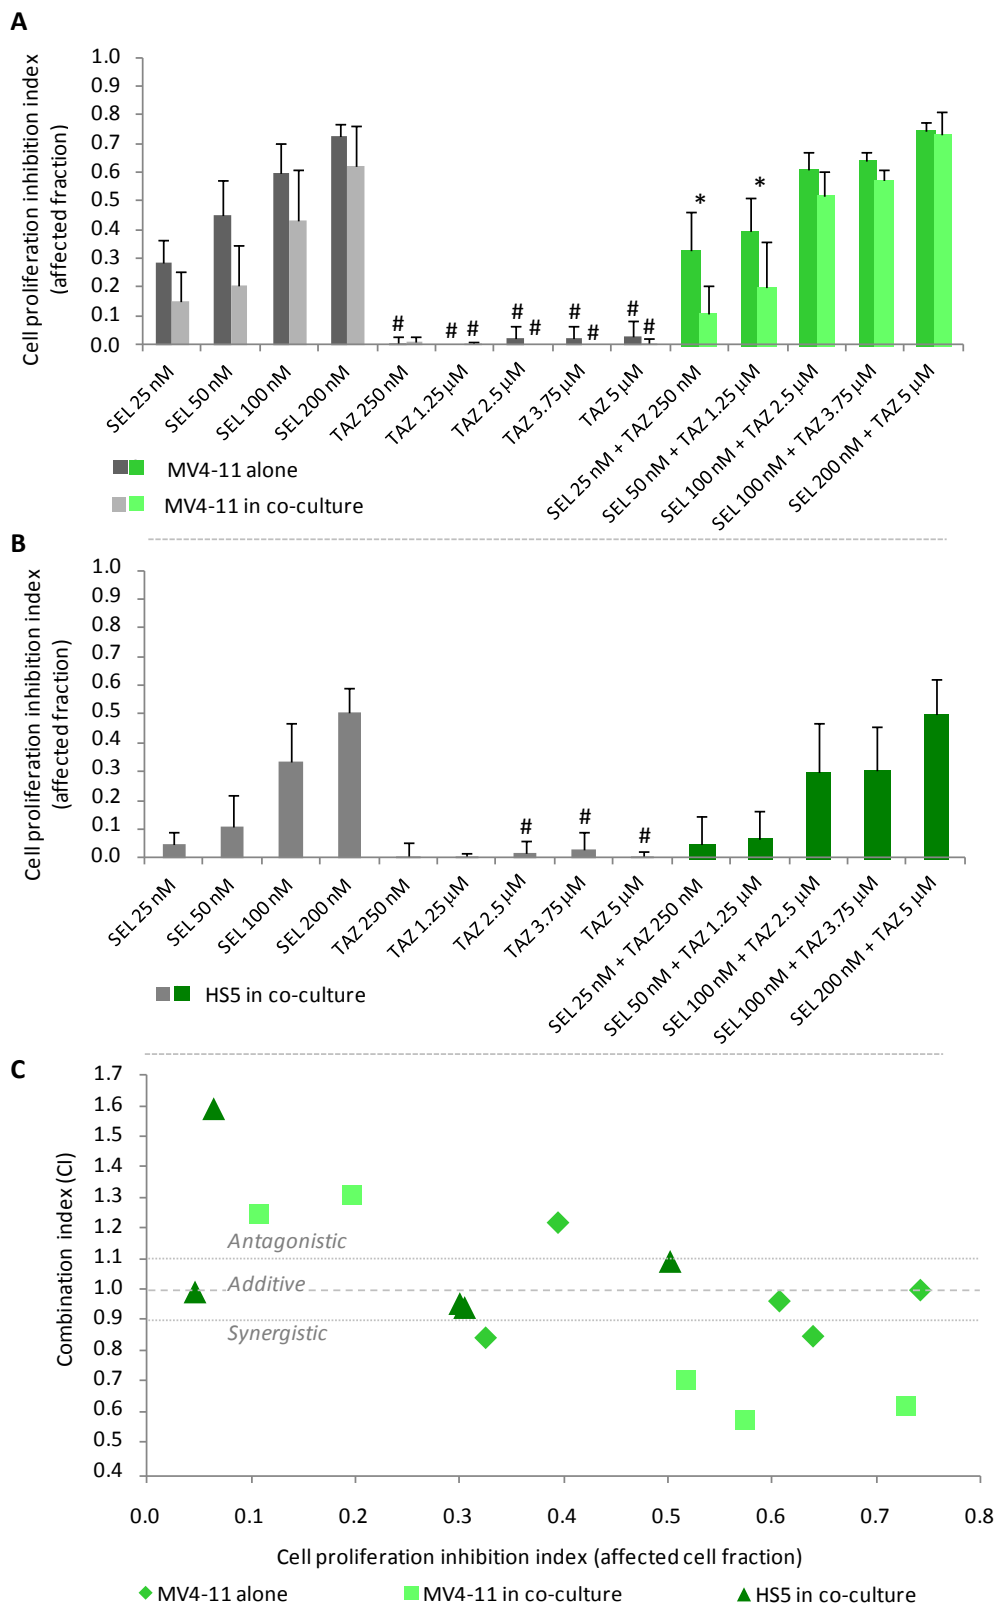 A
Cell proliferation inhibition index
(affected fraction)
1.0
0.9
0.8
0.7
0.6
0.5
0.4
0.3
0.2
0.1
0.0
# # # # # # # # #
* *
SEL 25 nM
SEL 50 nM
SEL 100 nM
SEL 200 nM
TAZ 250 nM
TAZ 1.25 µM
TAZ 2.5 µM
TAZ 3.75 µM
TAZ 5 µM
SEL 25 nM + TAZ 250 nM
SEL 50 nM + TAZ 1.25 µM
SEL 100 nM + TAZ 2.5 µM
SEL 100 nM + TAZ 3.75 µM
SEL 200 nM + TAZ 5 µM
MV4-11 alone
MV4-11 in co-culture
B
Cell proliferation inhibition index
(affected fraction)
1.0
0.9
0.8
0.7
0.6
0.5
0.4
0.3
0.2
0.1
0.0
# # #
SEL 25 nM
SEL 50 nM
SEL 100 nM
SEL 200 nM
TAZ 250 nM
TAZ 1.25 µM
TAZ 2.5 µM
TAZ 3.75 µM
TAZ 5 µM
SEL 25 nM + TAZ 250 nM
SEL 50 nM + TAZ 1.25 µM
SEL 100 nM + TAZ 2.5 µM
SEL 100 nM + TAZ 3.75 µM
SEL 200 nM + TAZ 5 µM
HS5 in co-culture
C
Combination index (CI)
1.7
1.6
1.5
1.4
1.3
1.2
1.1
1.0
0.9
0.8
0.7
0.6
0.5
0.4
Antagonistic
Additive
Synergistic
0.0 0.1 0.2 0.3 0.4 0.5 0.6 0.7 0.8
Cell proliferation inhibition index (affected cell fraction)
MV4-11 alone MV4-11 in co-culture HS5 in co-culture